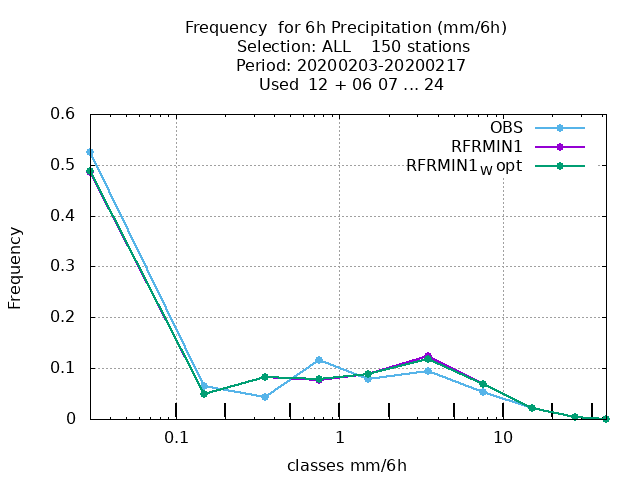 Frequency  for 6h Precipitation (mm/6h)
Selection: ALL    150 stations
Period: 20200203-20200217
Used 12 + 06 07 ... 24
OBS
RFRMIN1
RFRMIN1W opt
0.6
0.5
0.4
0.3
0.2
0.1
0
Frequency
0.1 1 10
classes mm/6h